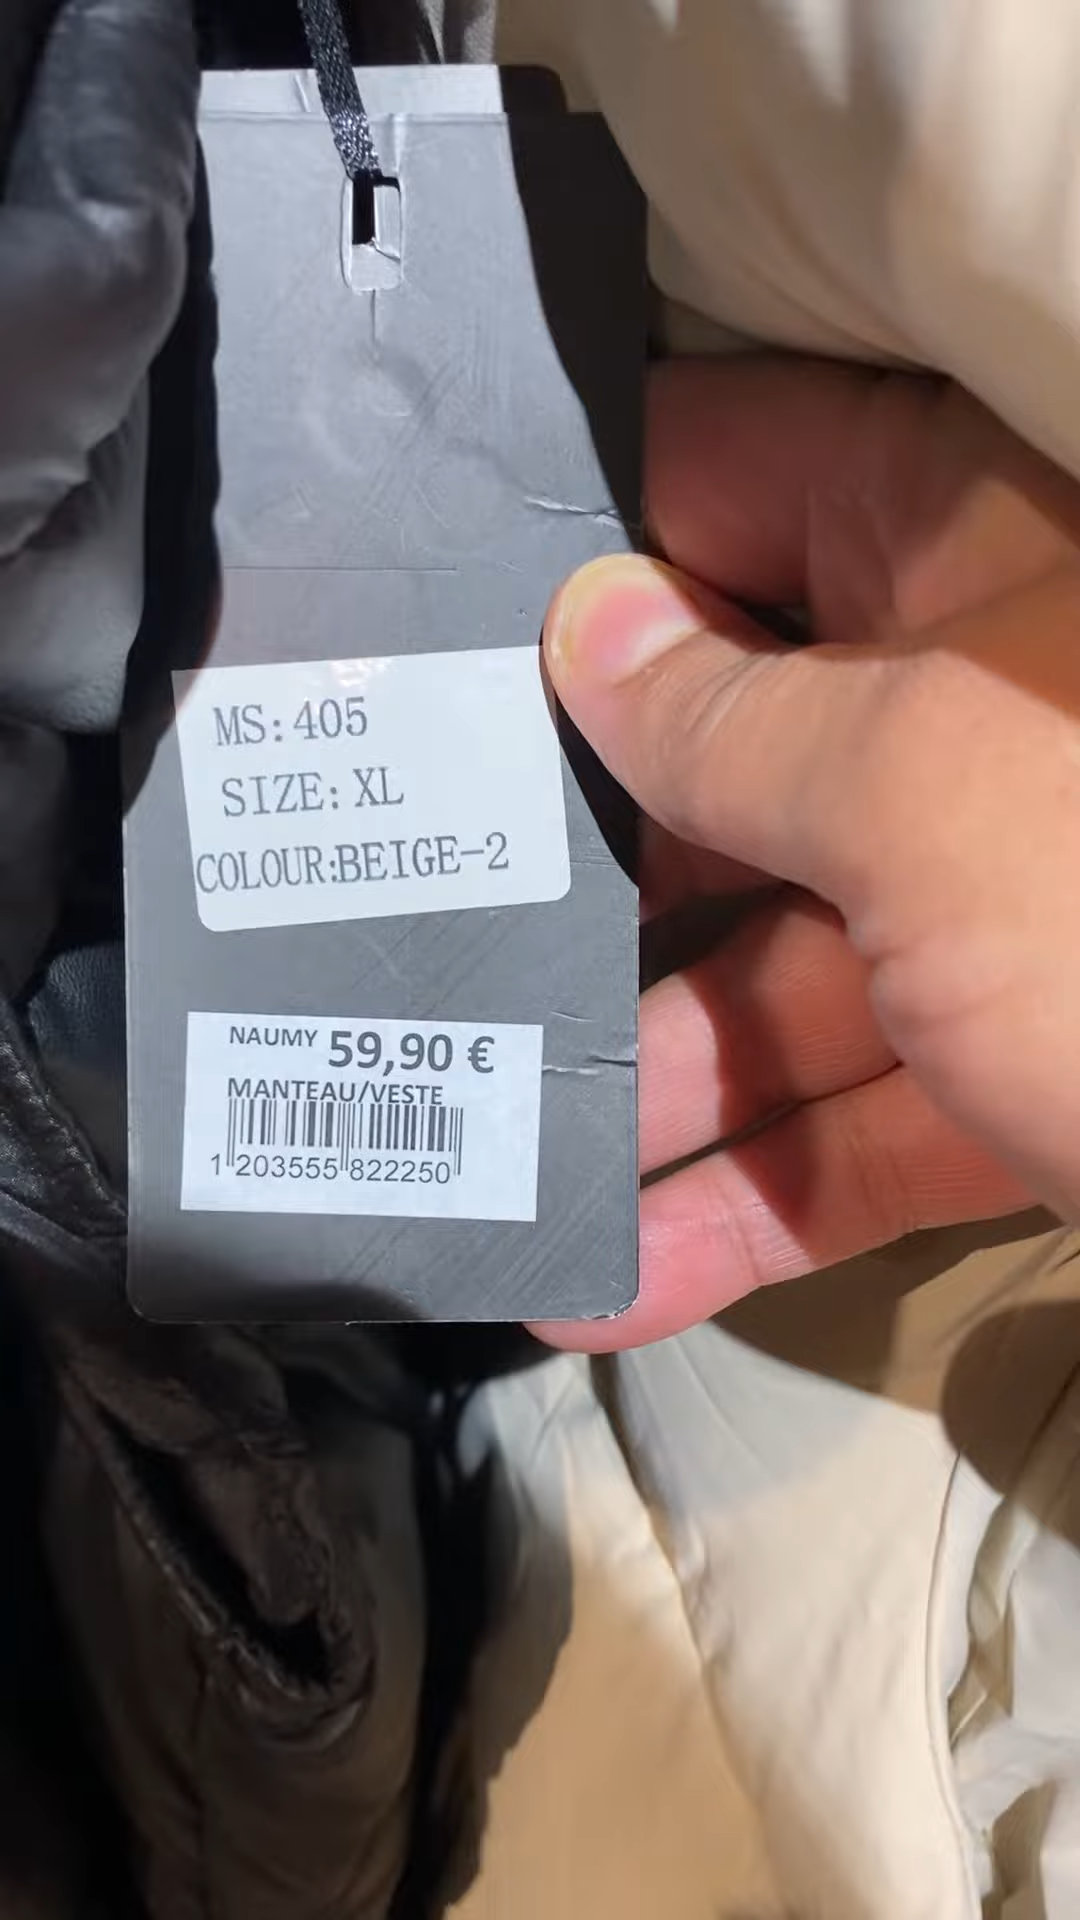 MS:405
SIZE: XL
COLOUR:BEIGE-2
NAUMY 59,90 €
MANTEAU/VESTE
1 203555 822250